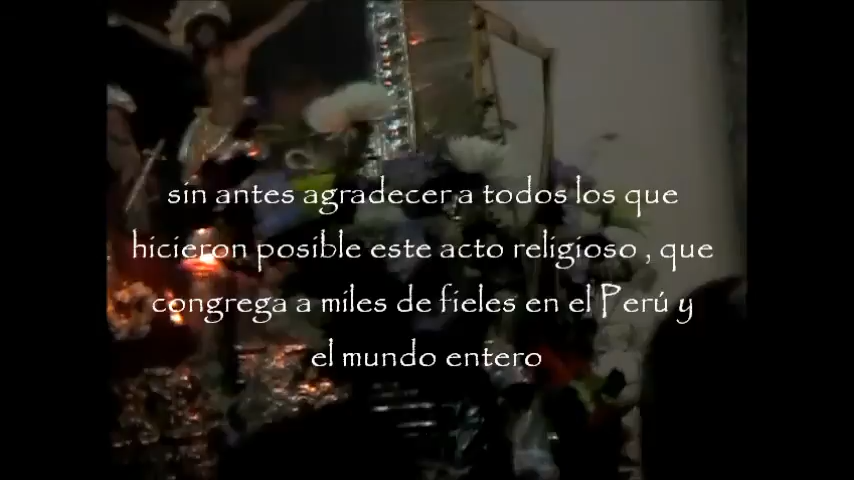 sin antes agradecer a todos los que
hicieron posible este acto religioso , que
congrega a miles de fieles en el Perú y
el mundo entero